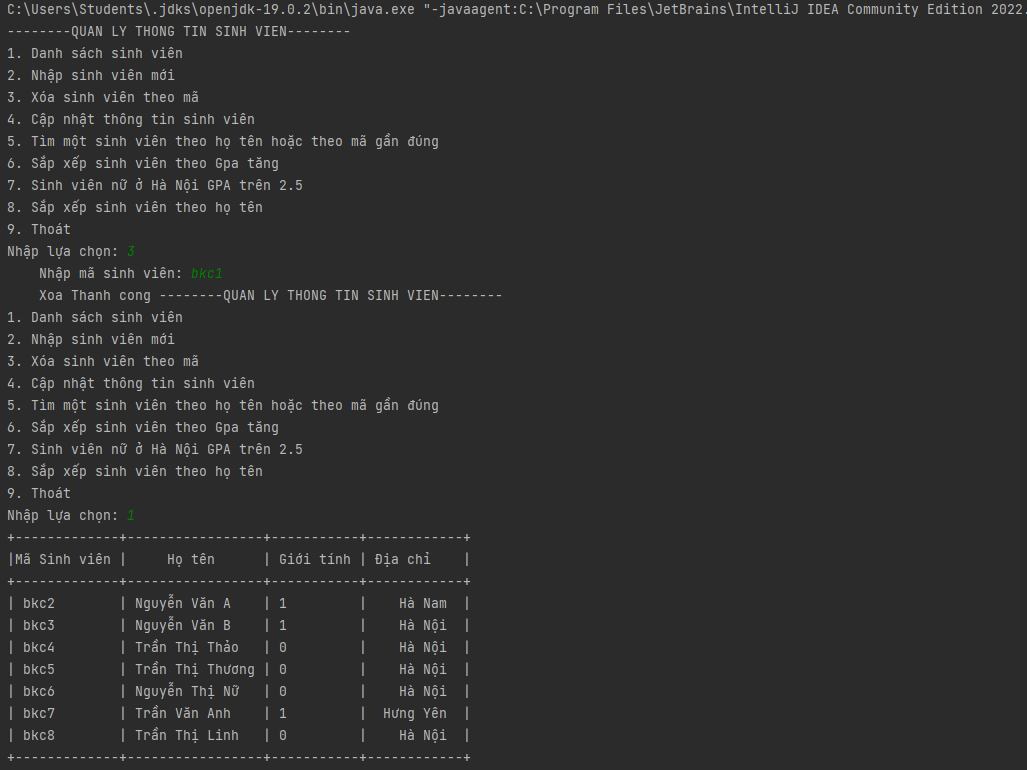 C:\Users\Students\.jdks\openjdk-19.0.2\bin\java.exe "-javaagent:C:\Program Files\JetBrains\IntelliJ IDEA Community Edition 2022.
--------QUAN LY THONG TIN SINH VIEN--------
1. Danh sách sinh viên
2. Nhập sinh viên mới
3. Xóa sinh viên theo mã
4. Cập nhật thông tin sinh viên
5. Tìm một sinh viên theo họ tên hoặc theo mã gần đúng
6. Sắp xếp sinh viên theo Gpa tăng
7. Sinh viên nữ ở Hà Nội GPA trên 2.5
8. Sắp xếp sinh viên theo họ tên
9. Thoát
Nhập lựa chọn: 3
    Nhập mã sinh viên: bkc1
    Xoa Thanh cong --------QUAN LY THONG TIN SINH VIEN--------
1. Danh sách sinh viên
2. Nhập sinh viên mới
3. Xóa sinh viên theo mã
4. Cập nhật thông tin sinh viên
5. Tìm một sinh viên theo họ tên hoặc theo mã gần đúng
6. Sắp xếp sinh viên theo Gpa tăng
7. Sinh viên nữ ở Hà Nội GPA trên 2.5
8. Sắp xếp sinh viên theo họ tên
9. Thoát
Nhập lựa chọn: 1
+-------------+-----------------+-----------+------------+
|Mã Sinh viên |     Họ tên      | Giới tính | Địa chỉ    |
+-------------+-----------------+-----------+------------+
| bkc2        | Nguyễn Văn A    | 1         |    Hà Nam  |
| bkc3        | Nguyễn Văn B    | 1         |    Hà Nội  |
| bkc4        | Trần Thị Thảo   | 0         |    Hà Nội  |
| bkc5        | Trần Thị Thương | 0         |    Hà Nội  |
| bkc6        | Nguyễn Thị Nữ   | 0         |    Hà Nội  |
| bkc7        | Trần Văn Anh    | 1         |  Hưng Yên  |
| bkc8        | Trần Thị Linh   | 0         |    Hà Nội  |
+-------------+-----------------+-----------+------------+